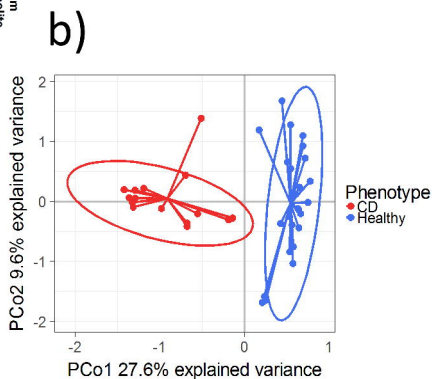 b)
2
1
0
-1
-2
-2
-1
0
1
PCo2 9.6% explained variance
PCo1 27.6% explained variance
Phenotype
CD
Healthy